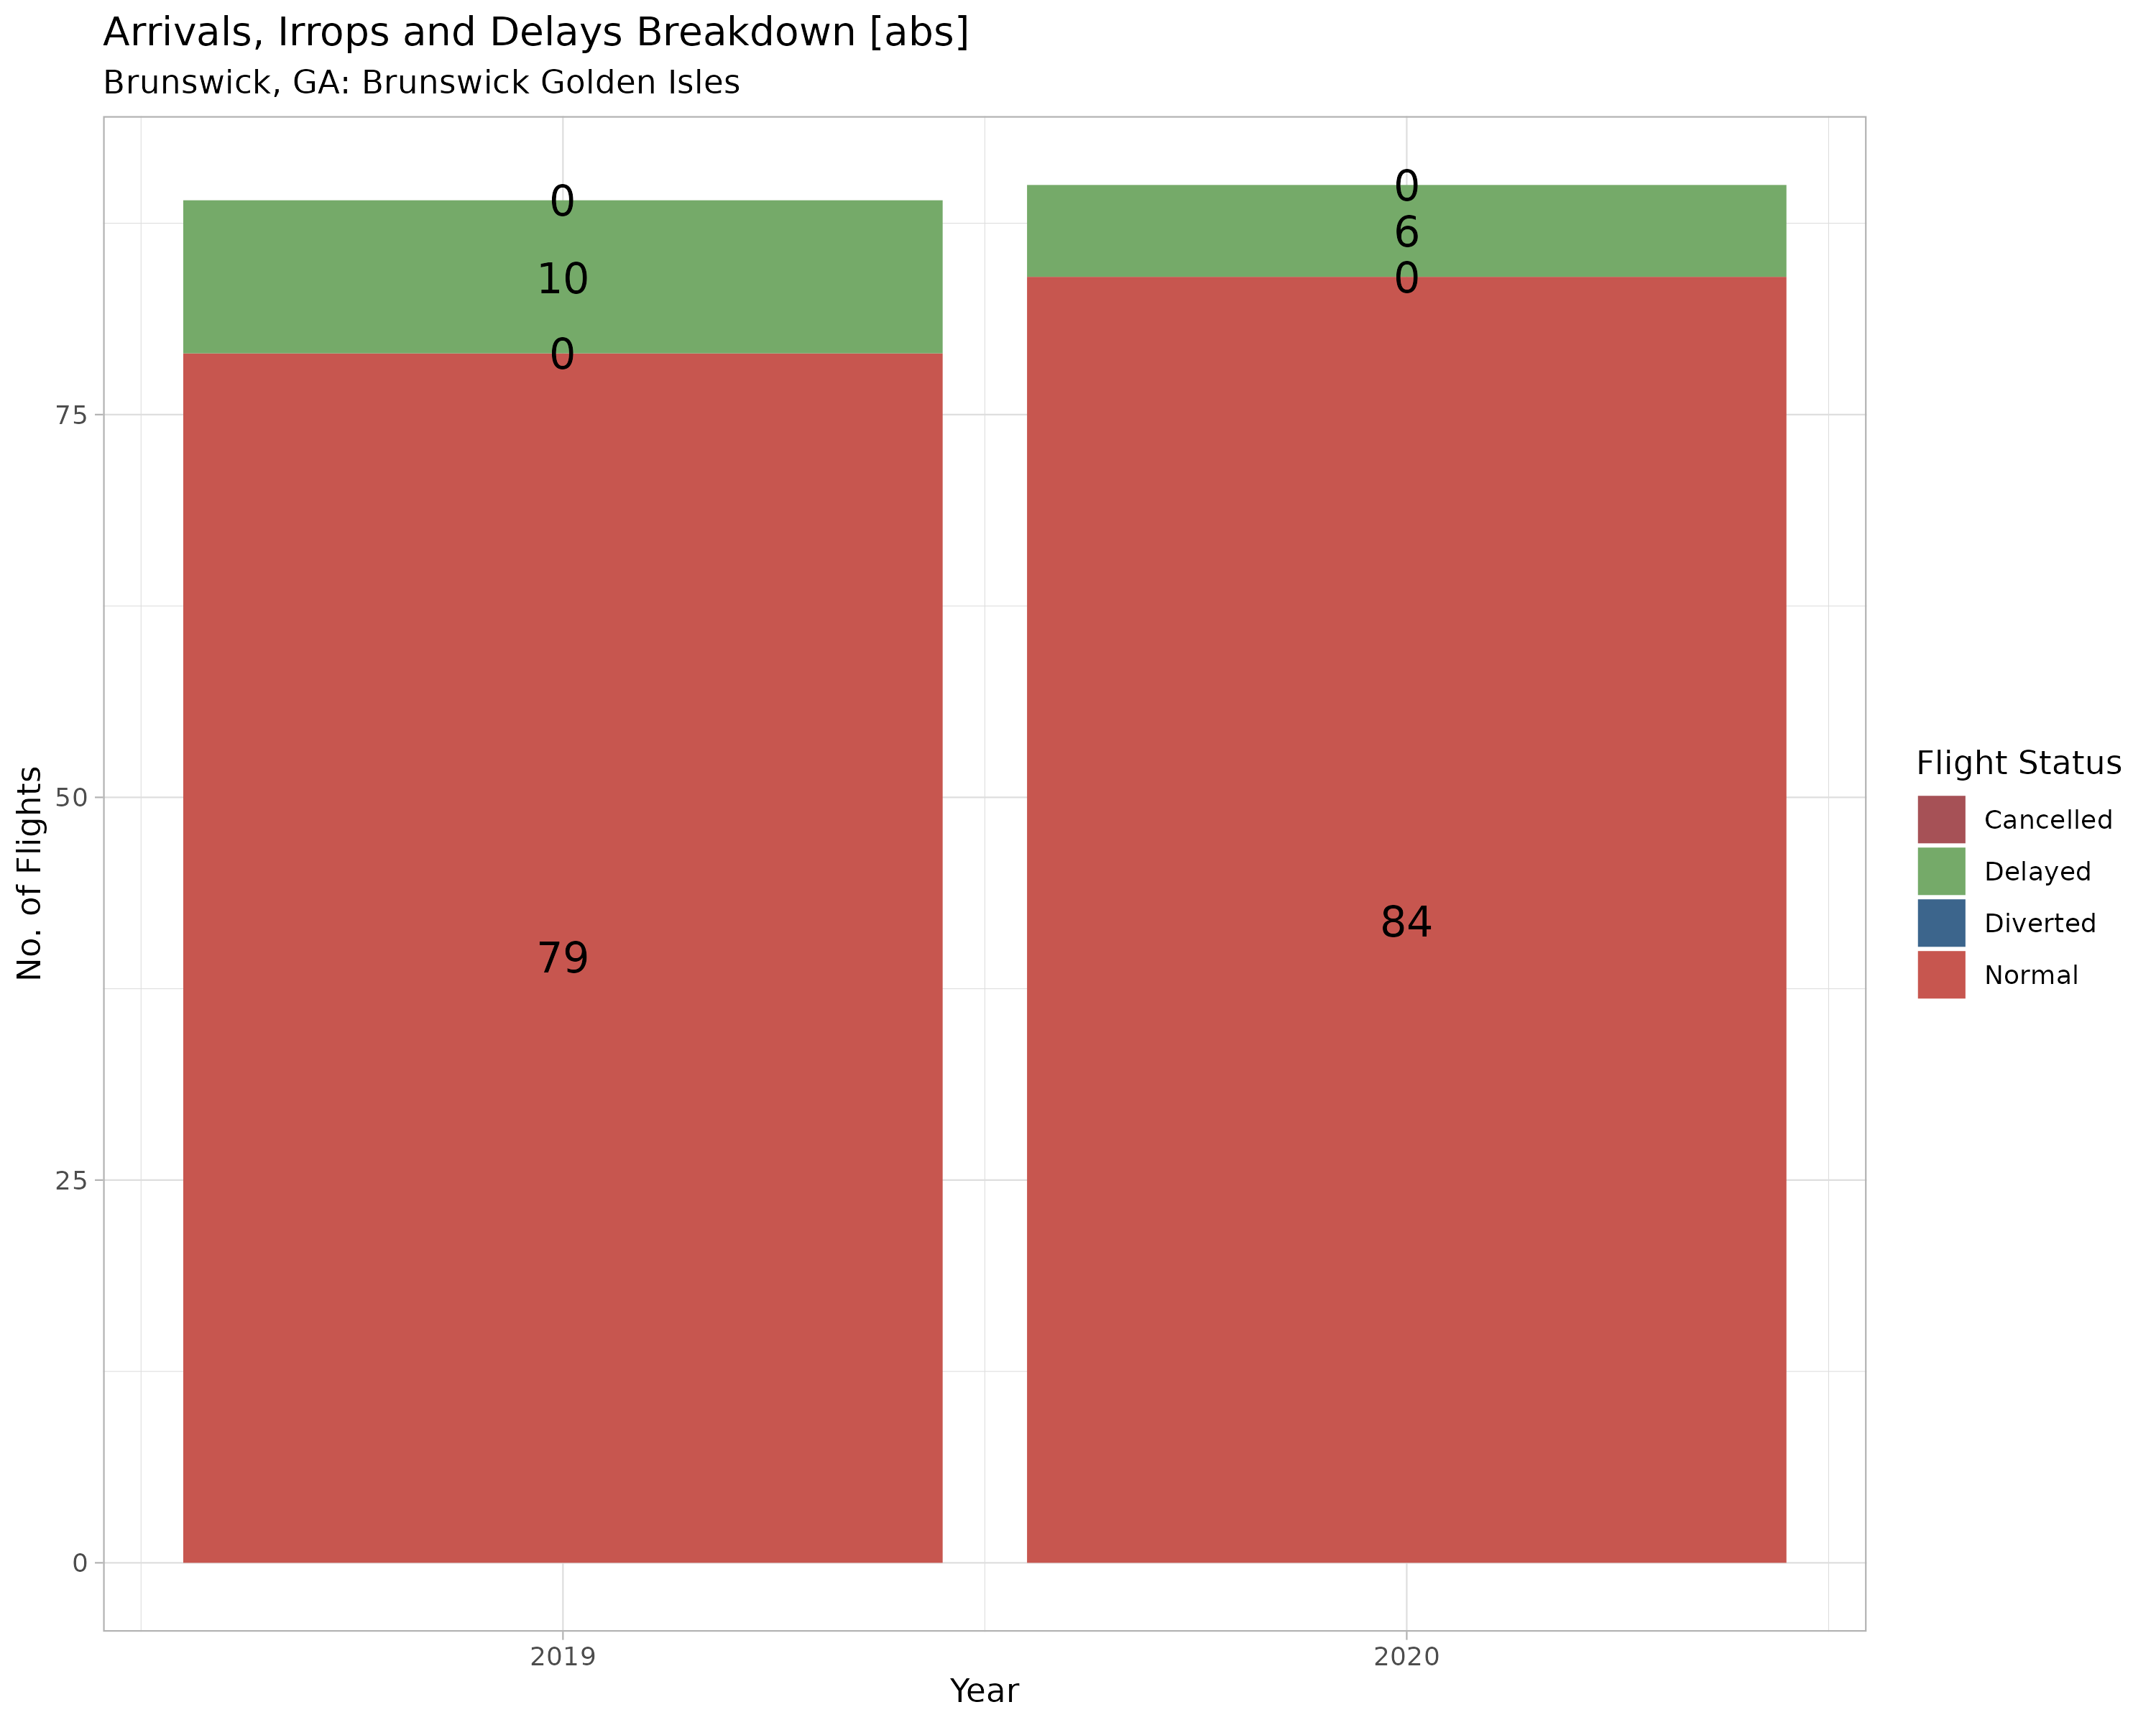 Arrivals, Irrops and Delays Breakdown [abs]
Brunswick, GA: Brunswick Golden Isles
No. of Flights
75
50
25
0
0
10
0
79
0
6
0
84
2019
2020
Year
Flight Status
Cancelled
Delayed
Diverted
Normal